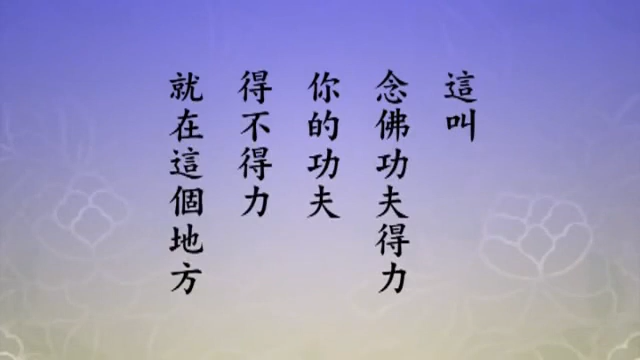 這叫
念佛功夫得力
你的功夫
得不得力
就在這個地方